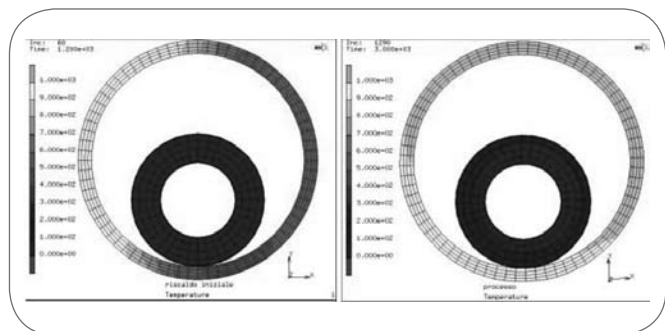 Inc: 60
Time: 1.200e+03
1.000e+03
9.000e+02
8.000e+02
7.000e+02
6.000e+02
5.000e+02
4.000e+02
3.000e+02
2.000e+02
1.000e+02
0.000e+00
riscaldo iniziale
Temperature
Y
Z
X
1
Inc: 1290
Time: 3.000e+03
1.000e+03
9.000e+02
8.000e+02
7.000e+02
6.000e+02
5.000e+02
4.000e+02
3.000e+02
2.000e+02
1.000e+02
0.000e+00
processo
Temperature
Y
Z
X